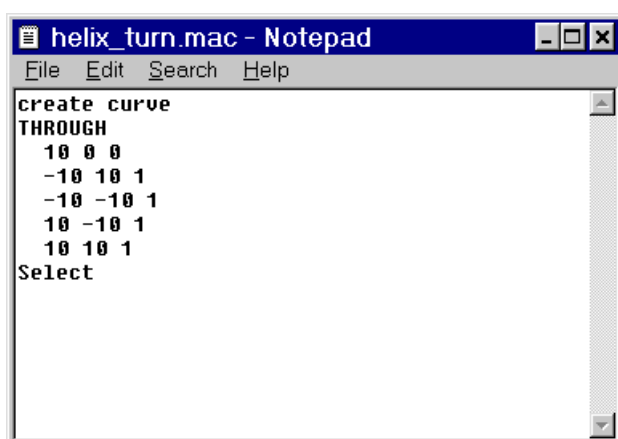 helix_turn.mac - Notepad
File Edit Search Help
create curve
THROUGH
10 0 0
-10 10 1
-10 -10 1
10 -10 1
10 10 1
Select